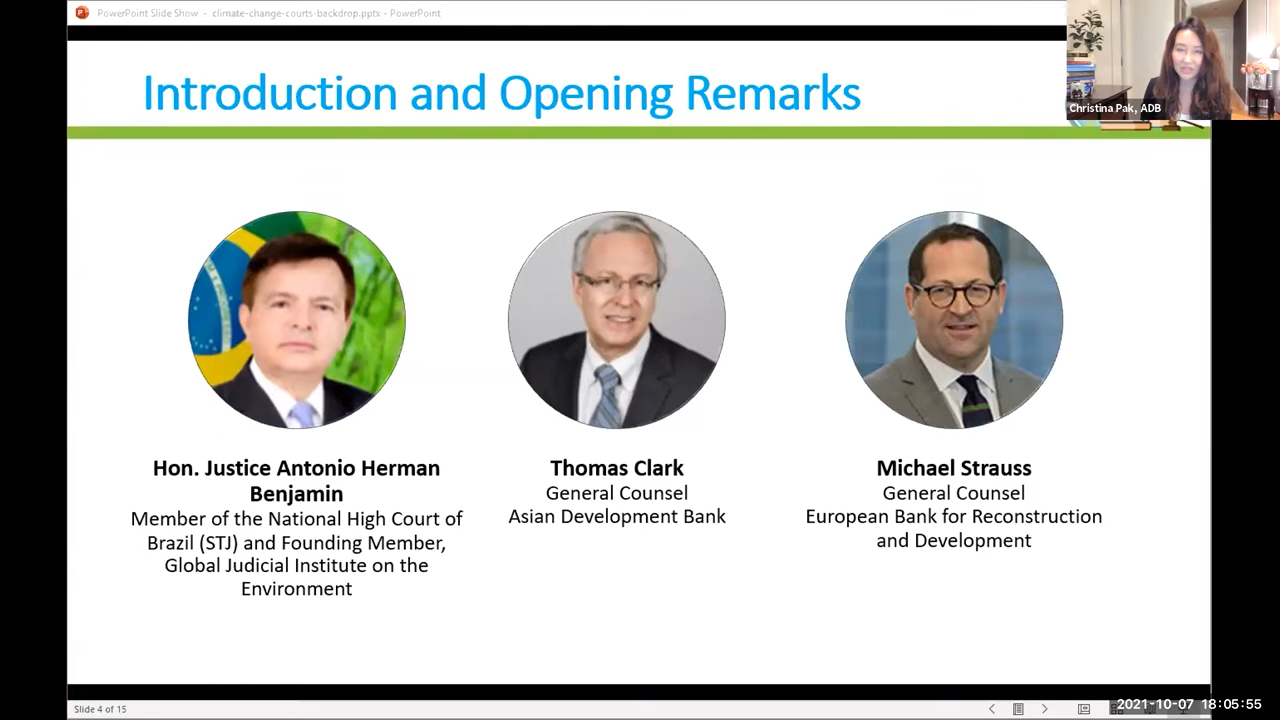 PowerPoint Slide Show - climate-change-courts-backdrop.pptx - PowerPoint
Introduction and Opening Remarks
Christina Pak, ADB
Hon. Justice Antonio Herman
Benjamin
Member of the National High Court of
Brazil (STJ) and Founding Member,
Global Judicial Institute on the
Environment
Thomas Clark
General Counsel
Asian Development Bank
Michael Strauss
General Counsel
European Bank for Reconstruction
and Development
Slide 4 of 15
2021-10-07 18:05:55